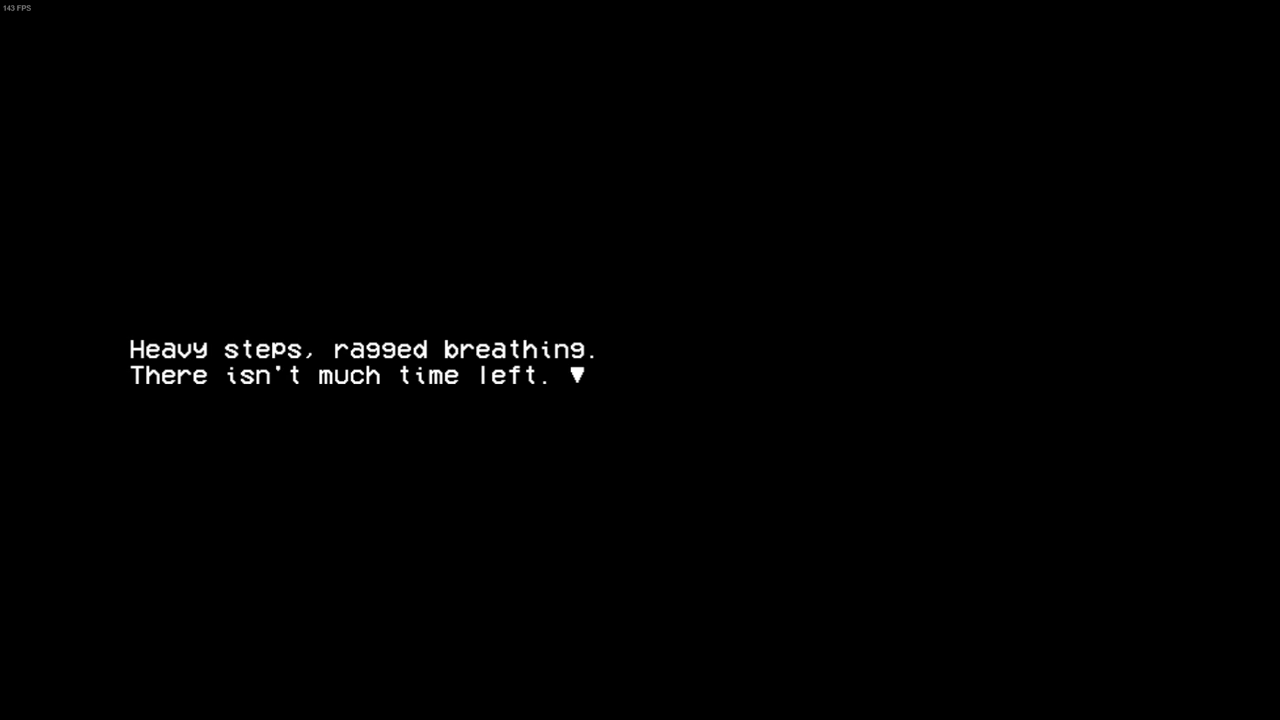 143 FPS
Heavy steps, ragged breathing.
There isn't much time left. ▼